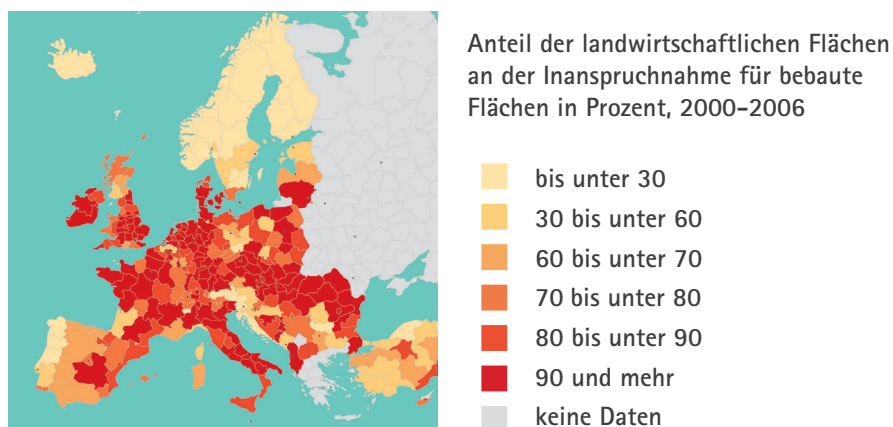 Anteil der landwirtschaftlichen Flächen
an der Inanspruchnahme für bebaute
Flächen in Prozent, 2000–2006
bis unter 30
30 bis unter 60
60 bis unter 70
70 bis unter 80
80 bis unter 90
90 und mehr
keine Daten